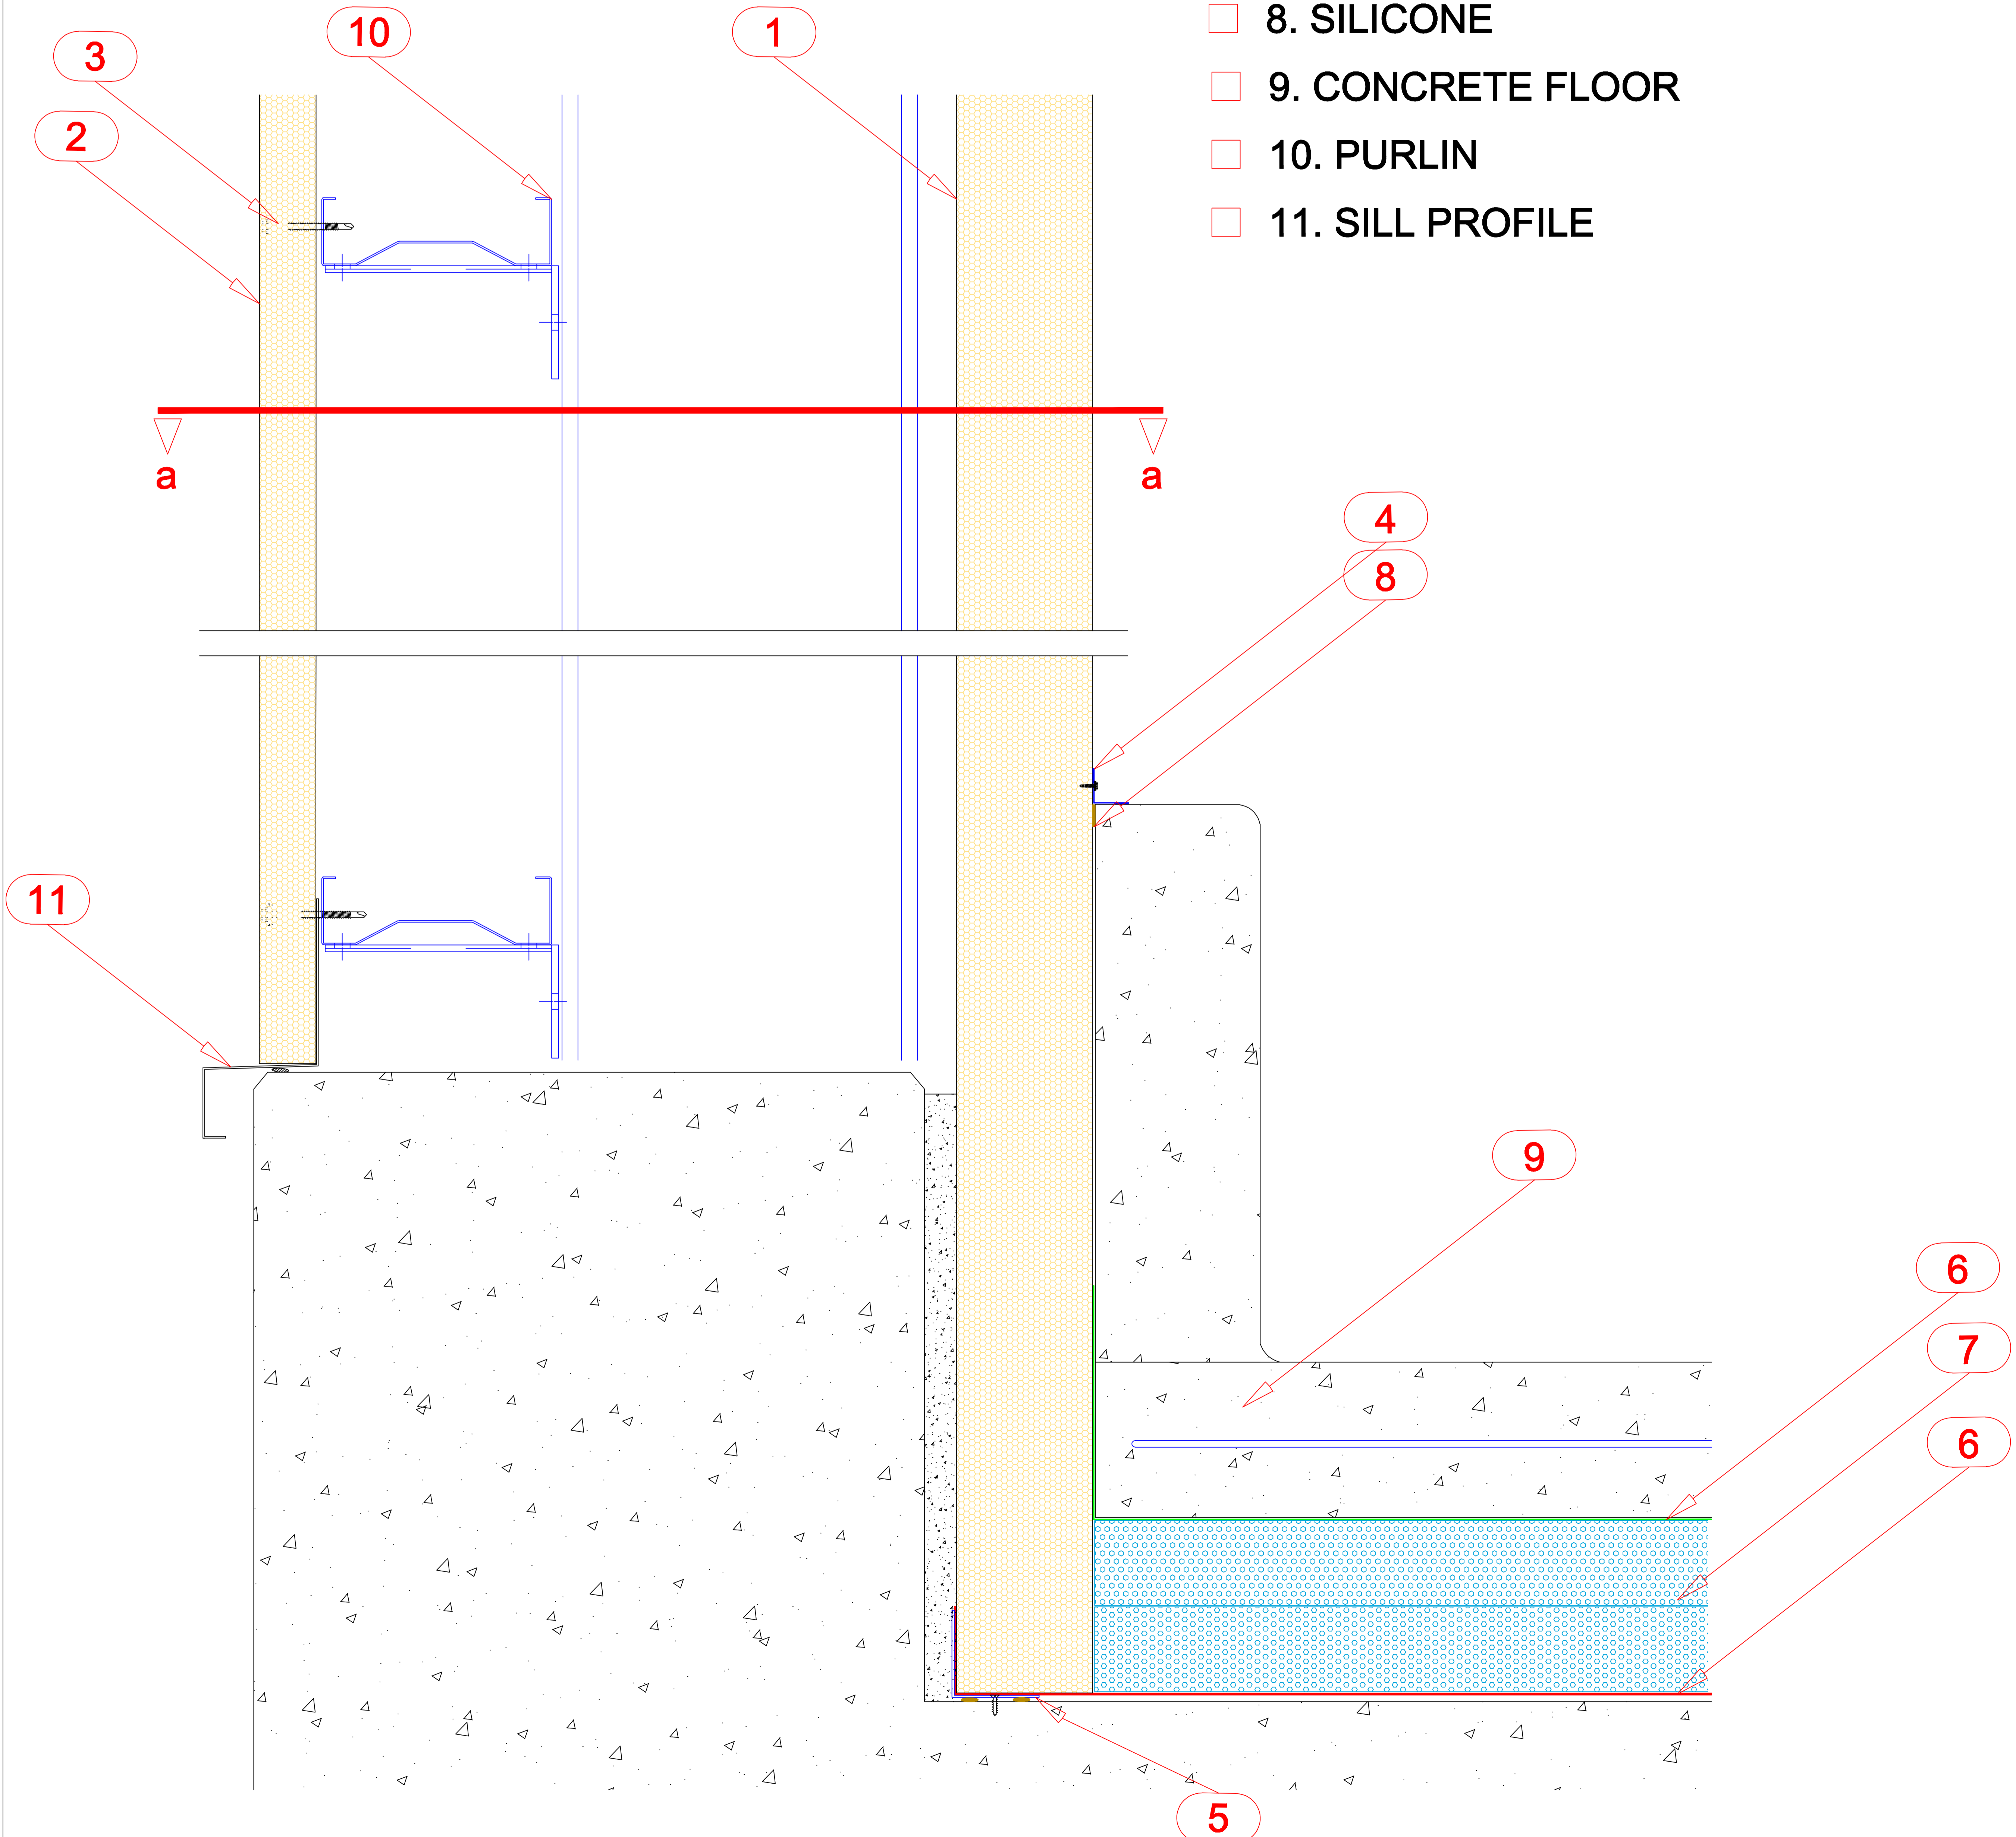 8. SILICONE
9. CONCRETE FLOOR
10. PURLIN
11. SILL PROFILE
3
10
1
2
a
a
4
8
11
9
6
7
6
5